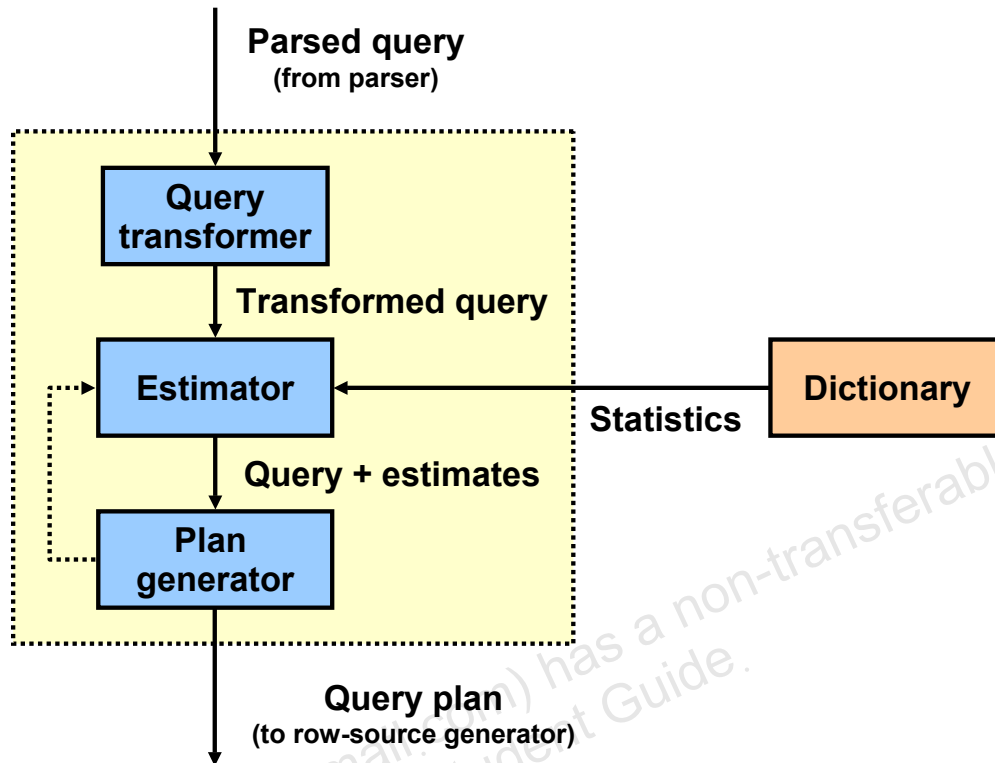 Parsed query
(from parser)
Query
transformer
Transformed query
Estimator
Dictionary
Statistics
Query + estimates
Plan
generator
Query plan
(to row-source generator)
has a non-transferabl
Guide.